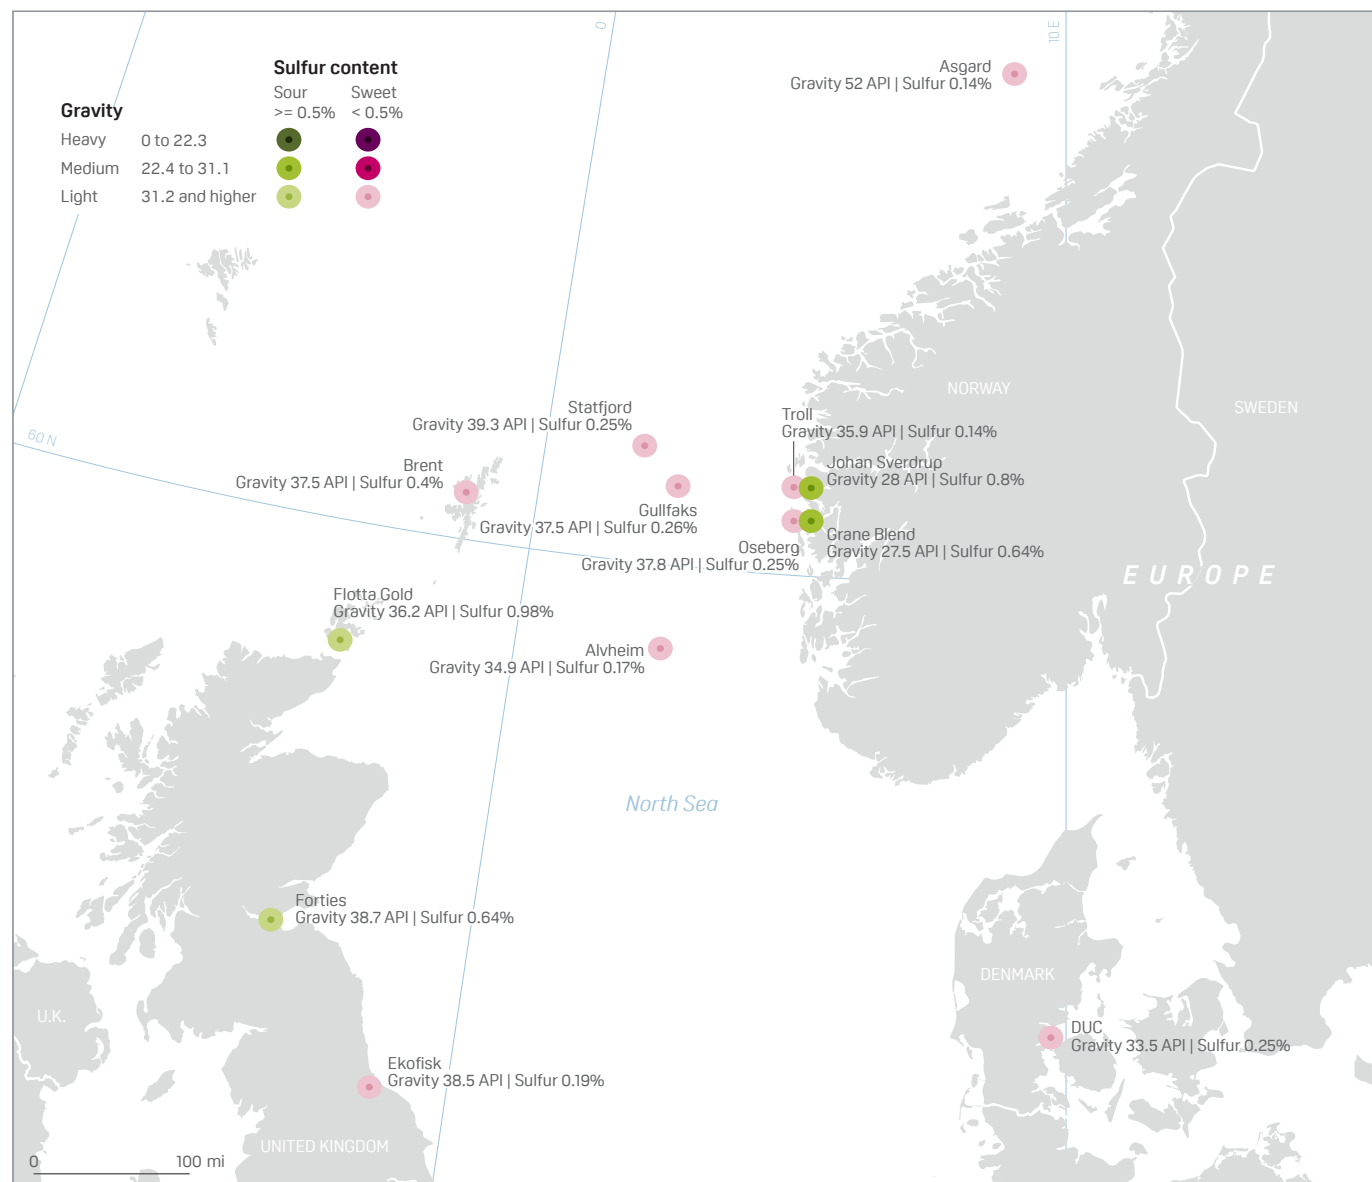 0
10 E
Asgard
Gravity 52 API | Sulfur 0.14%
Sulfur content
Sour
>= 0.5%
Sweet
< 0.5%
Gravity
Heavy 0 to 22.3
Medium 22.4 to 31.1
Light 31.2 and higher
NORWAY
SWEDEN
60 N
Statfjord
Gravity 39.3 API | Sulfur 0.25%
Troll
Gravity 35.9 API | Sulfur 0.14%
Brent
Gravity 37.5 API | Sulfur 0.4%
Johan Sverdrup
Gravity 28 API | Sulfur 0.8%
Gullfaks
Gravity 37.5 API | Sulfur 0.26%
Grane Blend
Gravity 27.5 API | Sulfur 0.64%
Oseberg
Gravity 37.8 API | Sulfur 0.25%
EUROPE
Flotta Gold
Gravity 36.2 API | Sulfur 0.98%
Alvheim
Gravity 34.9 API | Sulfur 0.17%
North Sea
Forties
Gravity 38.7 API | Sulfur 0.64%
DENMARK
U.K.
DUC
Gravity 33.5 API | Sulfur 0.25%
Ekofisk
Gravity 38.5 API | Sulfur 0.19%
UNITED KINGDOM
0 100 mi